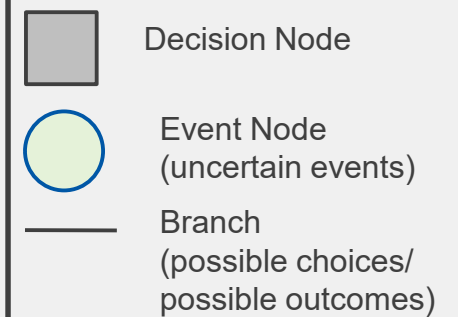 Decision Node
Event Node
(uncertain events)
Branch
(possible choices/
possible outcomes)